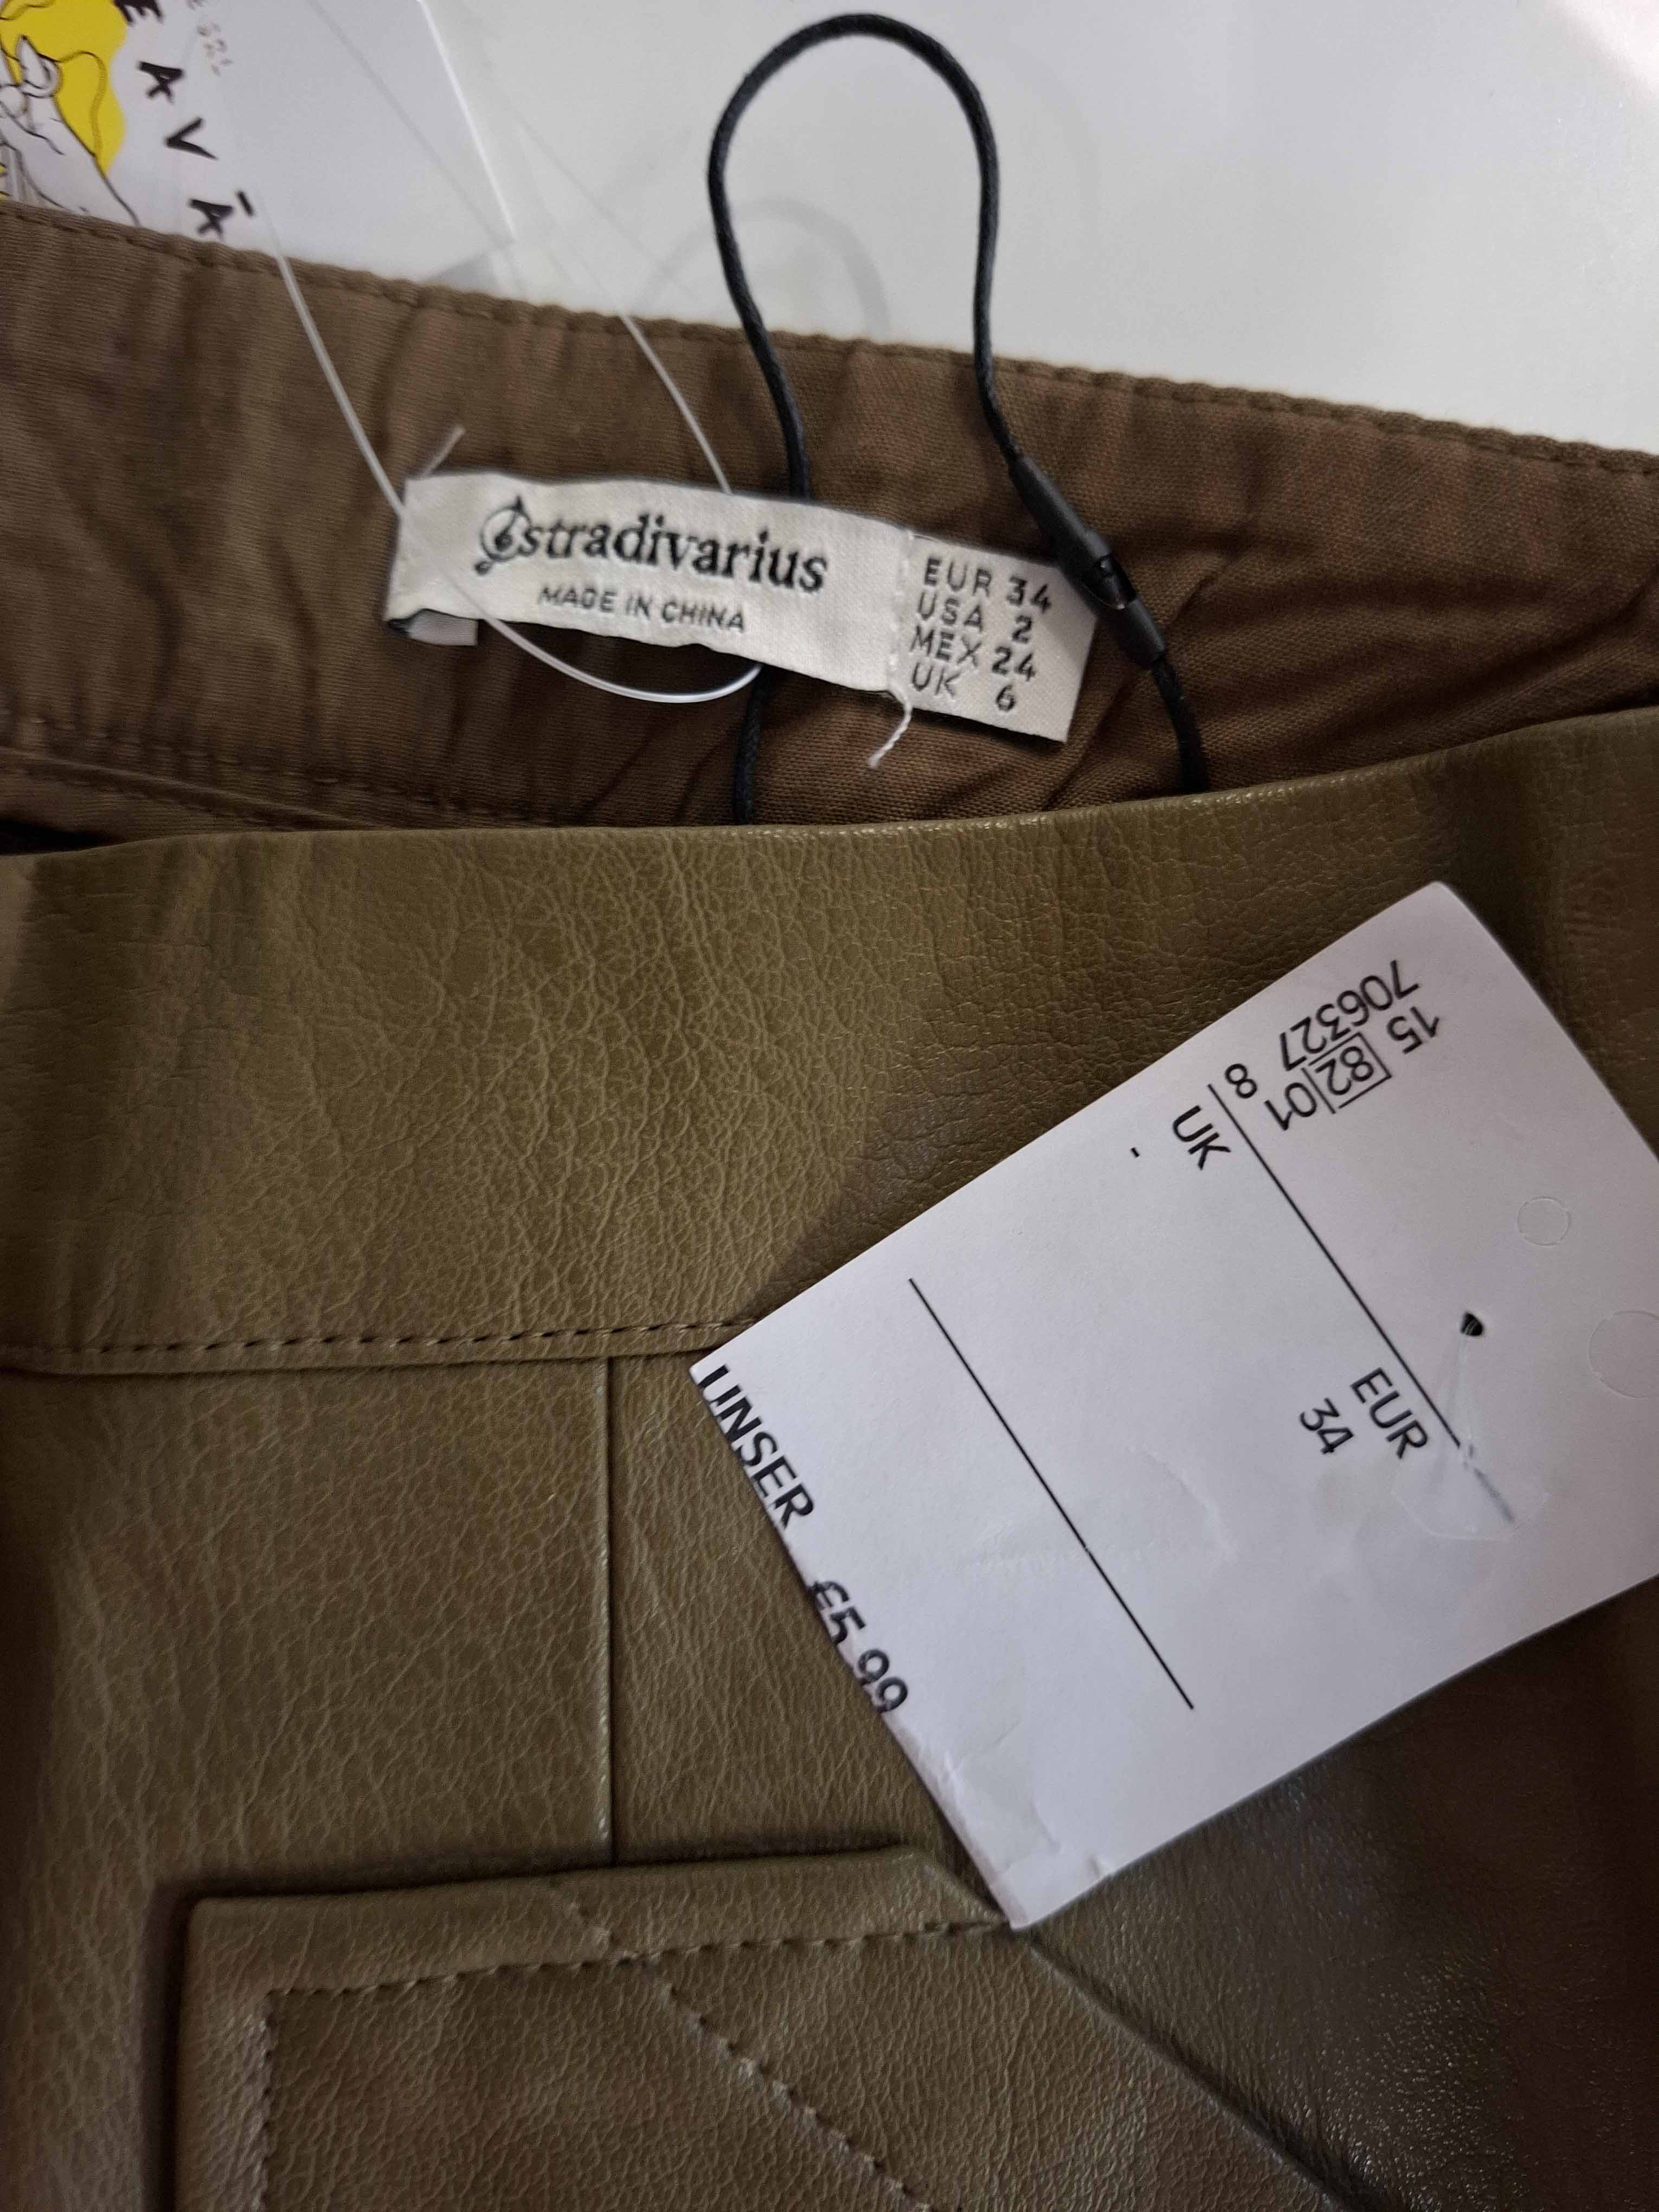 EAVĀ
stradivarius
MADE IN CHINA
EUR 34
USA 2
MEX 24
UK 6
15
706327 8
82 01
UK
-
EUR
34
UNSER £5.99